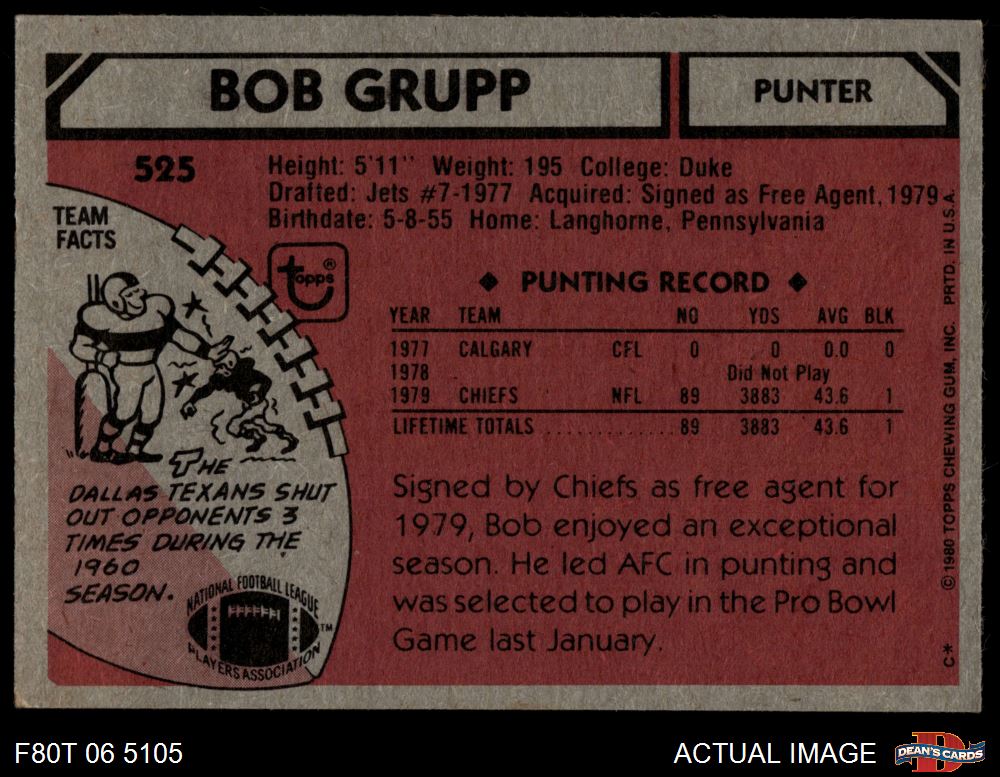 BOB GRUPP
PUNTER
525
Height: 5'11" Weight: 195 College: Duke
Drafted: Jets #7-1977 Acquired: Signed as Free Agent, 1979
Birthdate: 5-8-55 Home: Langhorne, Pennsylvania
TEAM
FACTS
topps®
◆ PUNTING RECORD ◆
YEAR TEAM NO YDS AVG BLK
1977 CALGARY CFL 0 0 0.0 0
1978 Did Not Play
1979 CHIEFS NFL 89 3883 43.6 1
LIFETIME TOTALS ............. 89 3883 43.6 1
THE
DALLAS TEXANS SHUT
OUT OPPONENTS 3
TIMES DURING THE
1960
SEASON.
NATIONAL FOOTBALL LEAGUE
PLAYERS ASSOCIATION
TM
Signed by Chiefs as free agent for
1979, Bob enjoyed an exceptional
season. He led AFC in punting and
was selected to play in the Pro Bowl
Game last January.
C* © 1980 TOPPS CHEWING GUM, INC. PRTD. IN U.S.A.
F80T 06 5105
ACTUAL IMAGE
D
DEAN'S CARDS